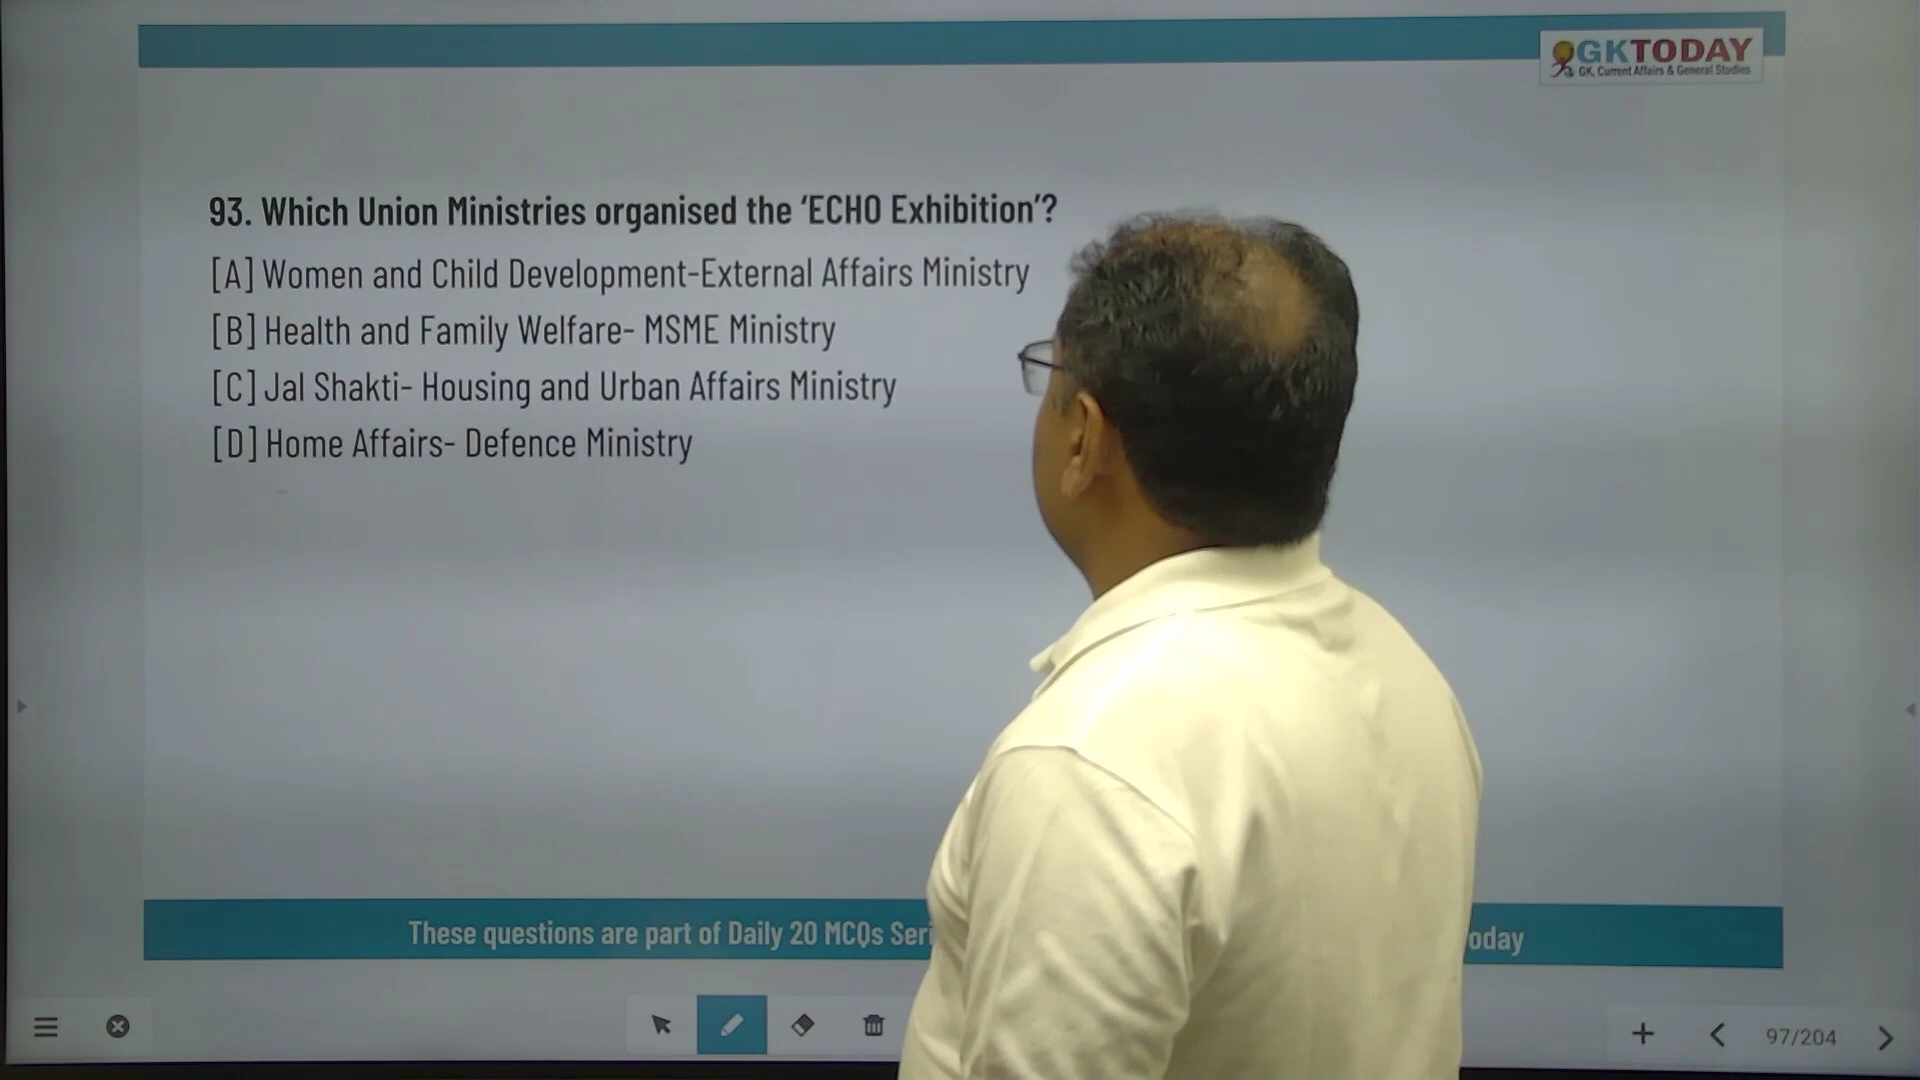 GKTODAY
GK, Current Affairs & General Studies
93. Which Union Ministries organised the ‘ECHO Exhibition’?
[A] Women and Child Development-External Affairs Ministry
[B] Health and Family Welfare- MSME Ministry
[C] Jal Shakti- Housing and Urban Affairs Ministry
[D] Home Affairs- Defence Ministry
These questions are part of Daily 20 MCQs Seri oday
97/204